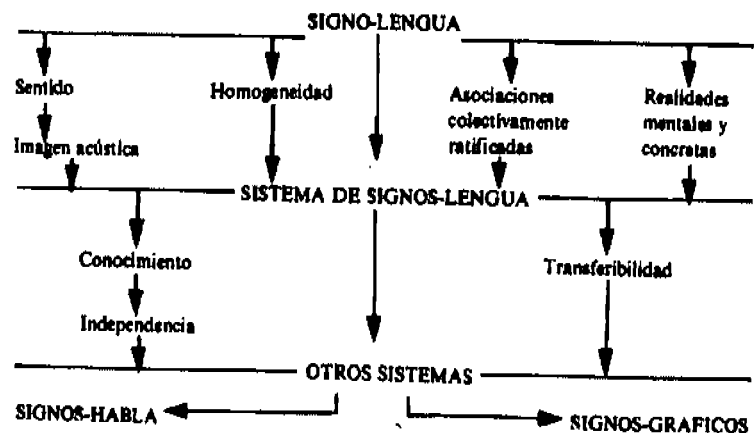 SIGNO-LENGUA
Sentido
Homogeneidad
Asociaciones
colectivamente
ratificadas
Realidades
mentales y
concretas
Imagen acústica
SISTEMA DE SIGNOS-LENGUA
Conocimiento
Transferibilidad
Independencia
OTROS SISTEMAS
SIGNOS-HABLA
SIGNOS-GRAFICOS